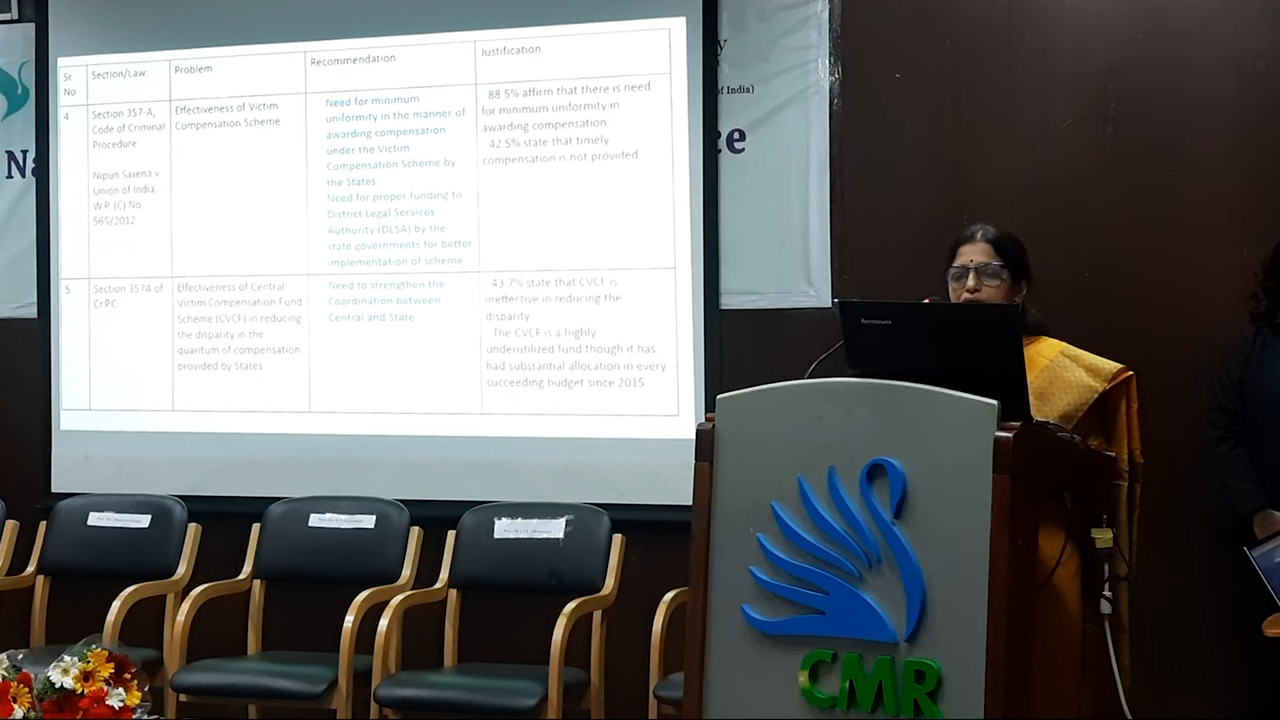 Sr. No
Section/Law:
Problem
Recommendation
Justification
4
Section 357-A,
Code of Criminal
Procedure
Nipun Saxena v
Union of India,
W.P. (C) No
565/2012
Effectiveness of Victim
Compensation Scheme
Need for minimum
uniformity in the manner of
awarding compensation
under the Victim
Compensation Scheme by
the States
Need for proper funding to
District Legal Services
Authority (DLSA) by the
state governments for better
implementation of scheme
88.5% affirm that there is need
for minimum uniformity in
awarding compensation
42.5% state that timely
compensation is not provided
5
Section 357A of
Cr.P.C
Effectiveness of Central
Victim Compensation Fund
Scheme (CVCF) in reducing
the disparity in the
quantum of compensation
provided by States
Need to strengthen the
Coordination between
Central and State
43.7% state that CVCF is
ineffective in reducing the
disparity
The CVCF is a highly
underutilized fund though it has
had substantial allocation in every
succeeding budget since 2015
of India)
lenovo
CMR